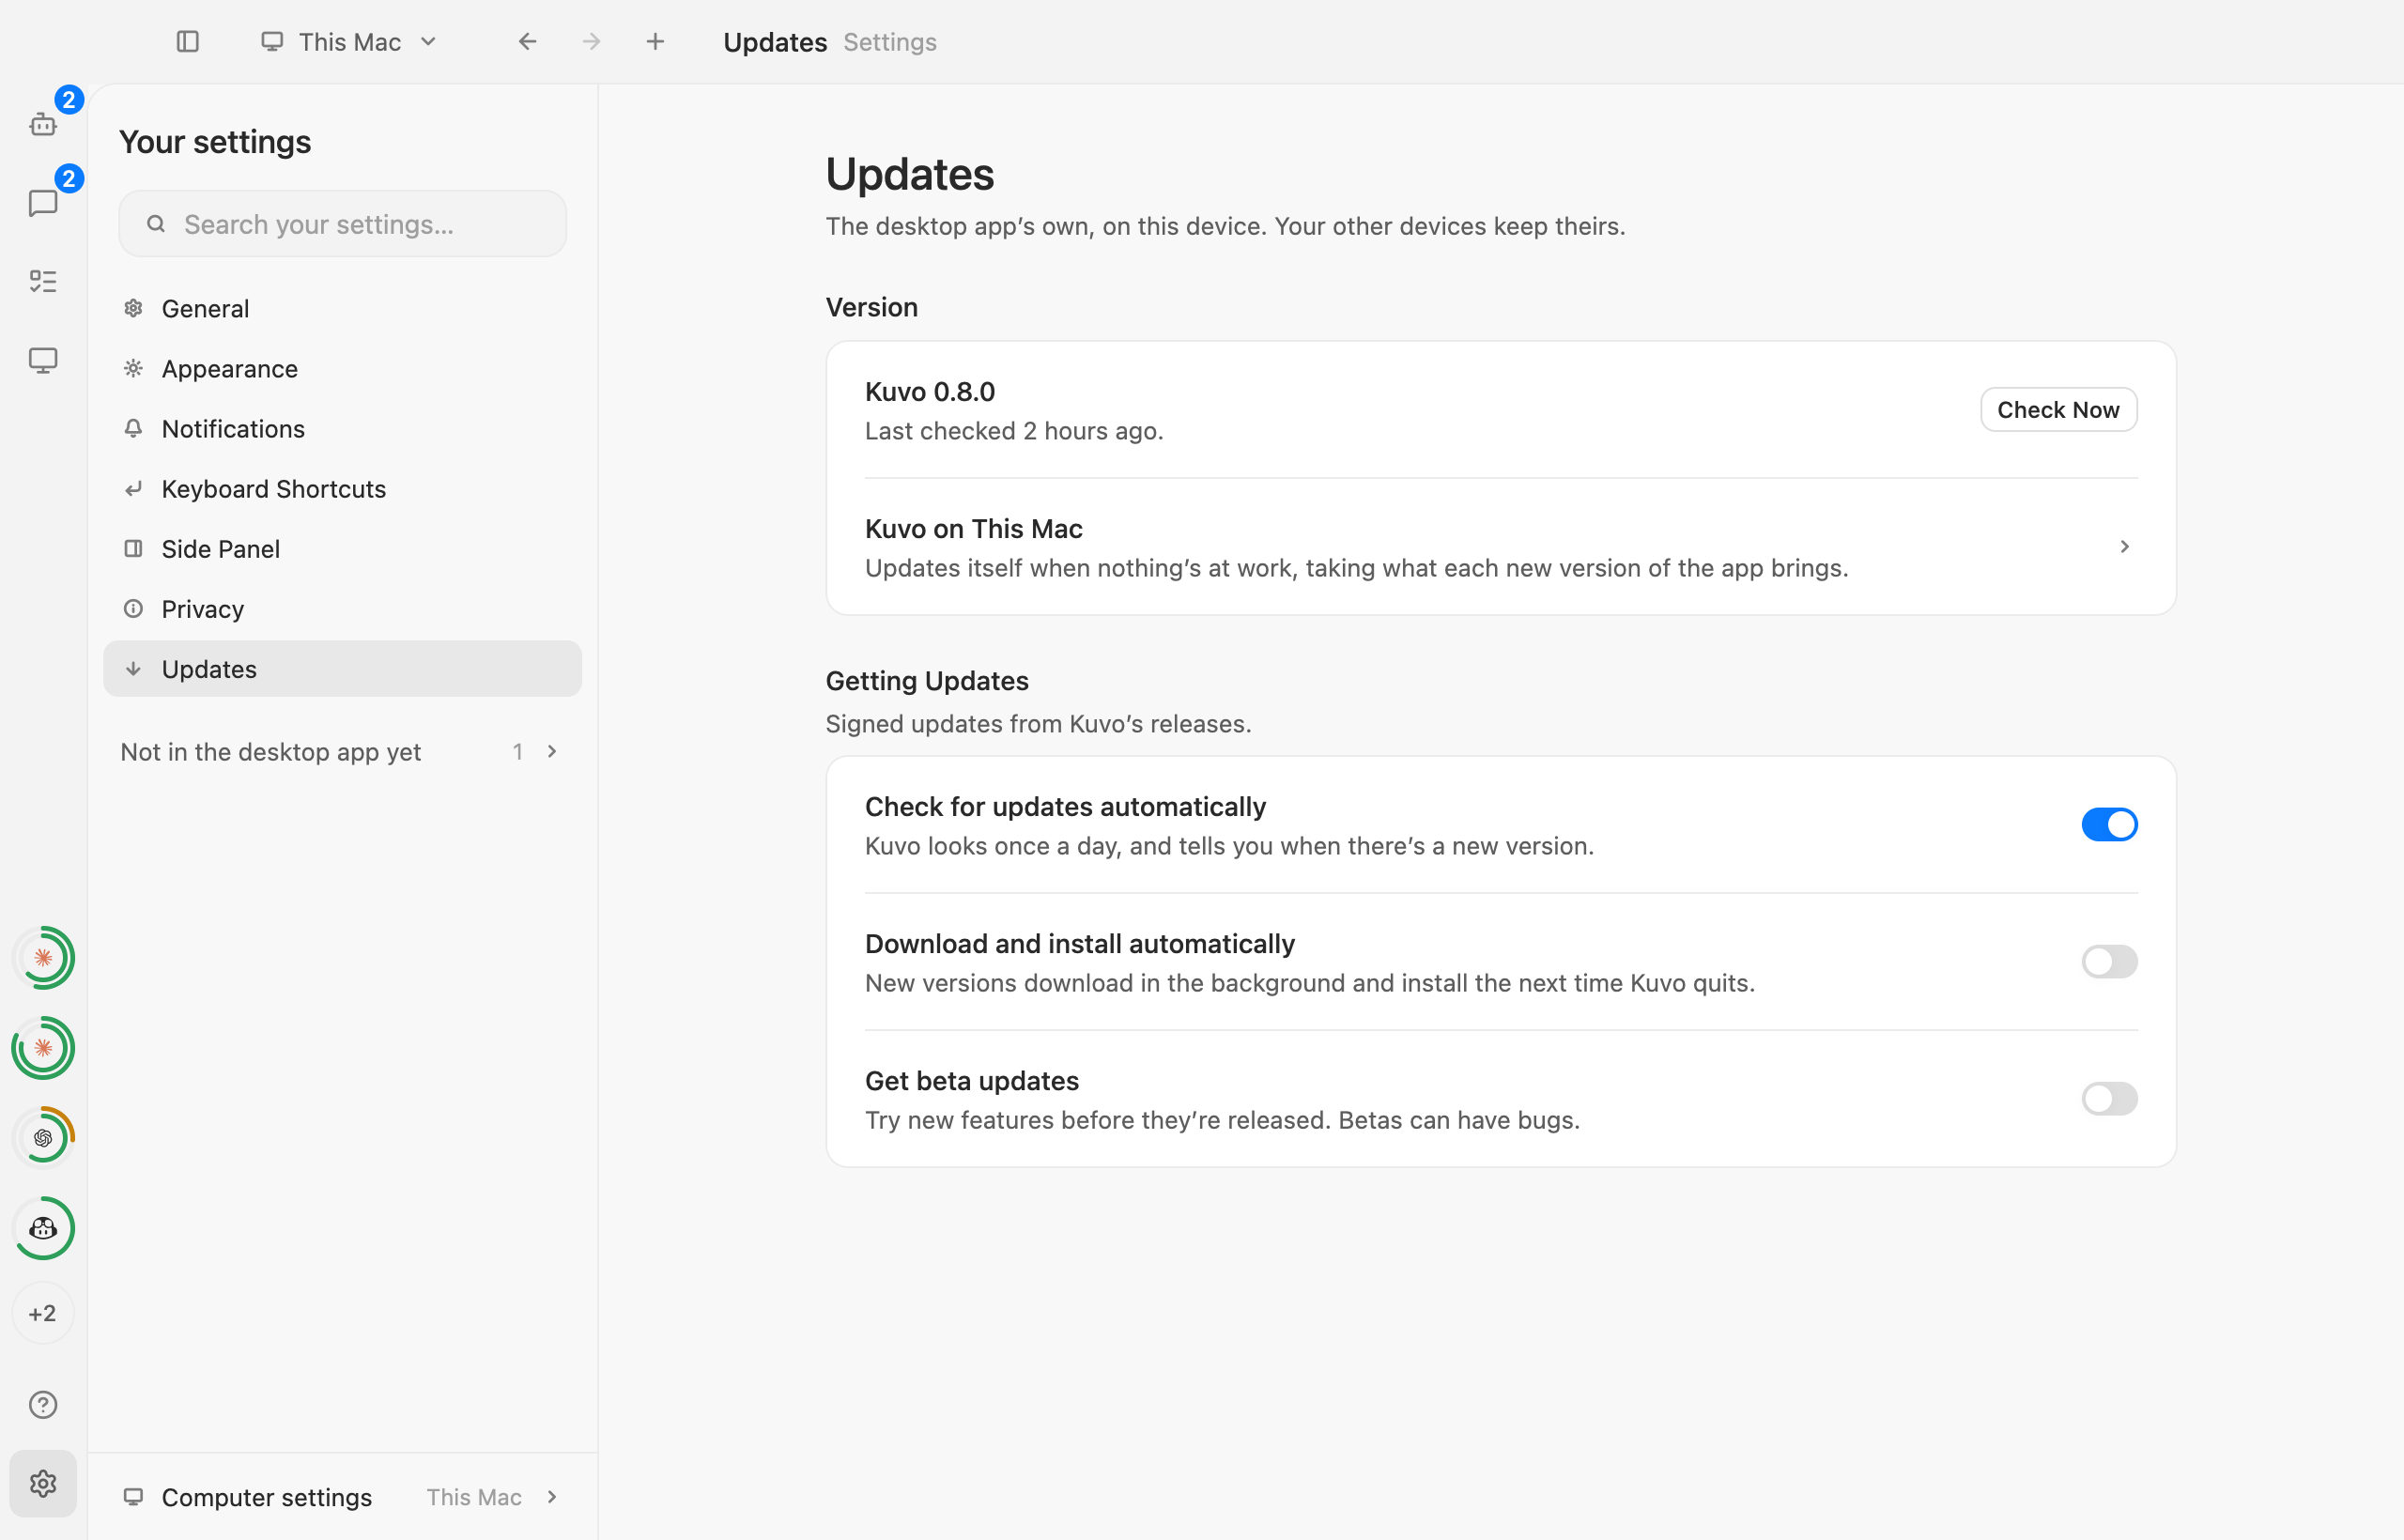 This Mac
Updates Settings
2
2
Your settings
Search your settings...
General
Appearance
Notifications
Keyboard Shortcuts
Side Panel
Privacy
Updates
Not in the desktop app yet 1
+2
Computer settings This Mac
Updates
The desktop app’s own, on this device. Your other devices keep theirs.
Version
Kuvo 0.8.0
Last checked 2 hours ago.
Check Now
Kuvo on This Mac
Updates itself when nothing’s at work, taking what each new version of the app brings.
Getting Updates
Signed updates from Kuvo’s releases.
Check for updates automatically
Kuvo looks once a day, and tells you when there’s a new version.
Download and install automatically
New versions download in the background and install the next time Kuvo quits.
Get beta updates
Try new features before they’re released. Betas can have bugs.